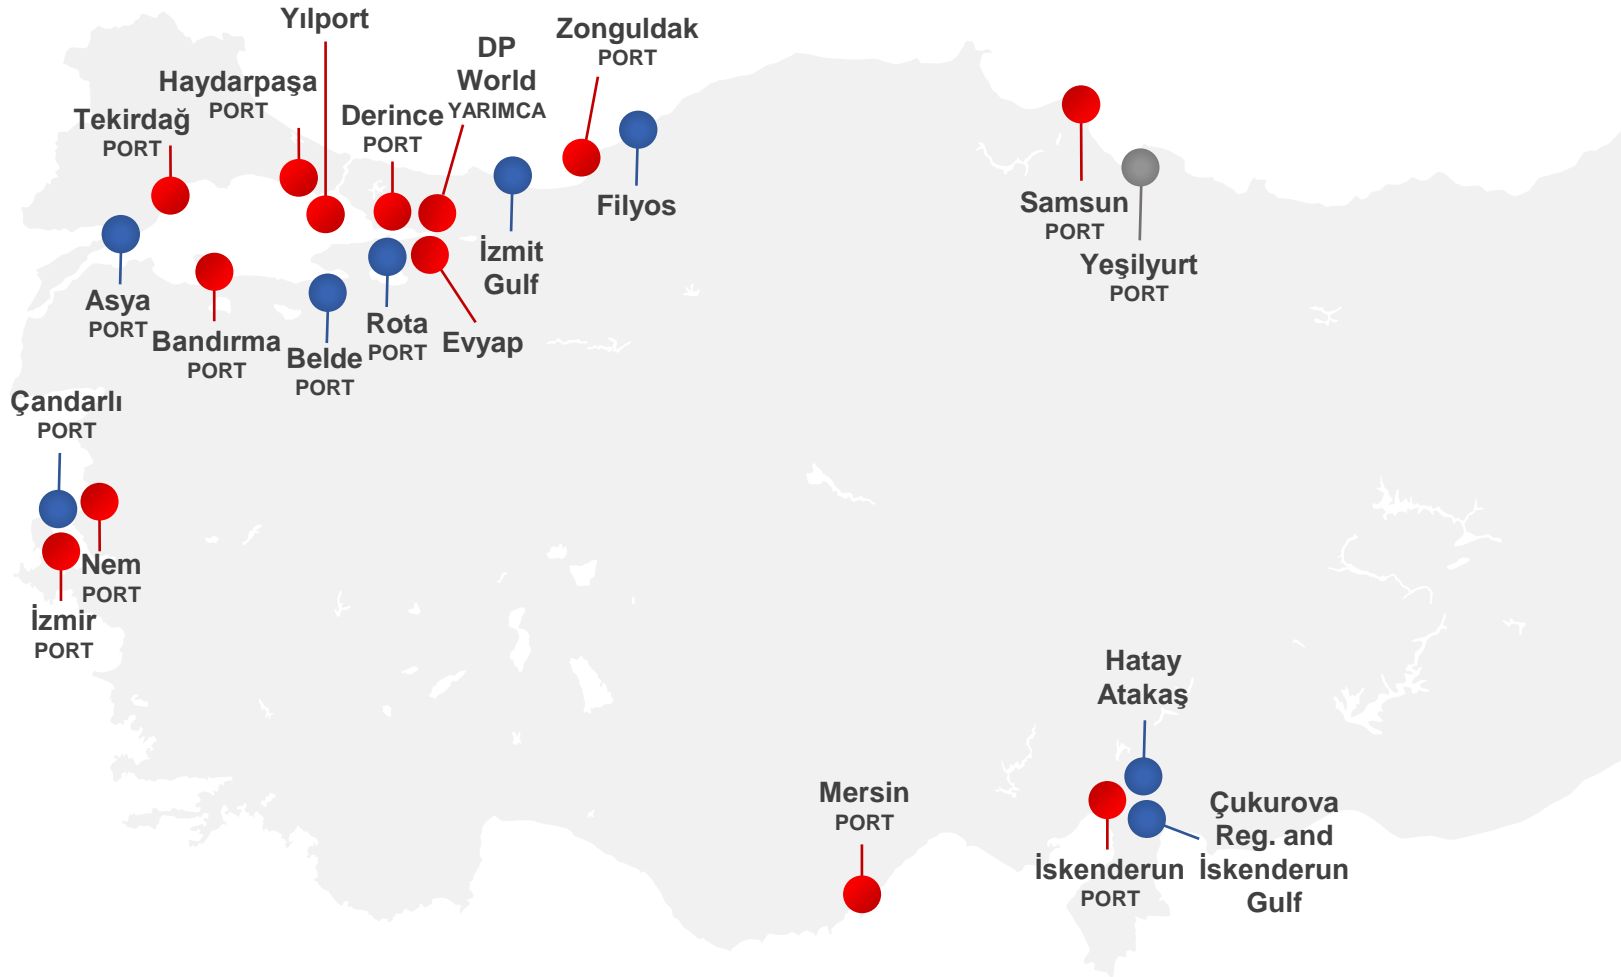 Yılport
Zonguldak
PORT
DP
World
YARIMCA
Haydarpaşa
PORT
Derince
PORT
Tekirdağ
PORT
Filyos
Samsun
PORT
İzmit
Gulf
Yeşilyurt
PORT
Asya
PORT
Bandırma
PORT
Belde
PORT
Rota
PORT
Evyap
Çandarlı
PORT
Nem
PORT
İzmir
PORT
Hatay
Atakaş
Mersin
PORT
İskenderun
PORT
Çukurova
Reg. and
İskenderun
Gulf